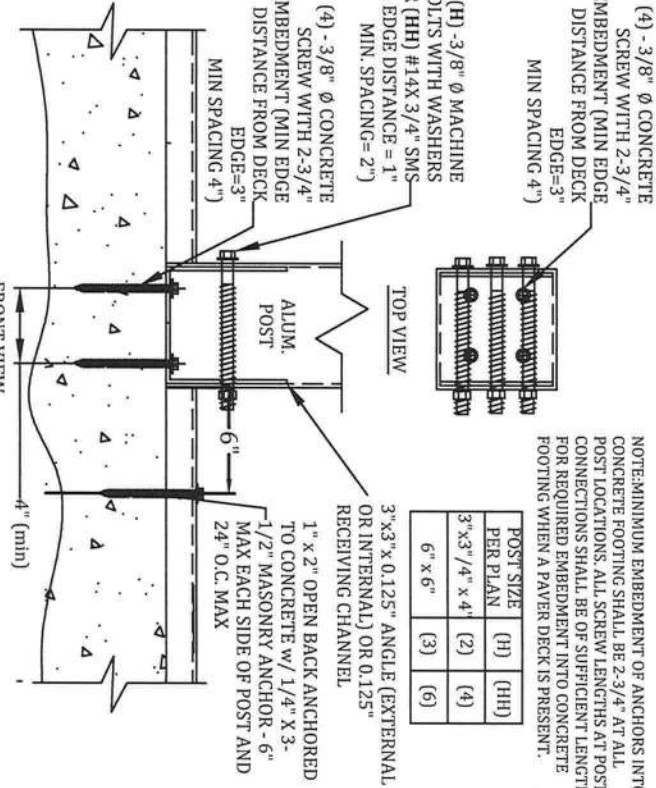 (4) - 3/8" Ø CONCRETE
SCREW WITH 2-3/4"
MBEDMENT (MIN EDGE
DISTANCE FROM DECK
EDGE=3"
MIN SPACING 4")
TOP VIEW
NOTE:MINIMUM EMBEDMENT OF ANCHORS INTO
CONCRETE FOOTING SHALL BE 2-3/4" AT ALL
POST LOCATIONS. ALL SCREW LENGTHS AT POST
CONNECTIONS SHALL BE OF SUFFICIENT LENGTH
FOR REQUIRED EMBEDMENT INTO CONCRETE
FOOTING WHEN A PAVER DECK IS PRESENT.
POST SIZE PER PLAN (H) (HH)
3"x3"/4" x 4" (2) (4)
6" x 6" (3) (6)
(H) -3/8" Ø MACHINE
OLTS WITH WASHERS
(HH) #14X 3/4" SMS
EDGE DISTANCE = 1"
MIN. SPACING= 2")
(4) - 3/8" Ø CONCRETE
SCREW WITH 2-3/4"
MBEDMENT (MIN EDGE
DISTANCE FROM DECK
EDGE=3"
MIN SPACING 4")
ALUM.
POST
6"
3"x3"x 0.125" ANGLE (EXTERNAL
OR INTERNAL) OR 0.125"
RECEIVING CHANNEL
1" x 2" OPEN BACK ANCHORED
TO CONCRETE w/ 1/4" X 3-
1/2" MASONRY ANCHOR - 6"
MAX EACH SIDE OF POST AND
24" O.C. MAX
4" (min)
FRONT VIEW